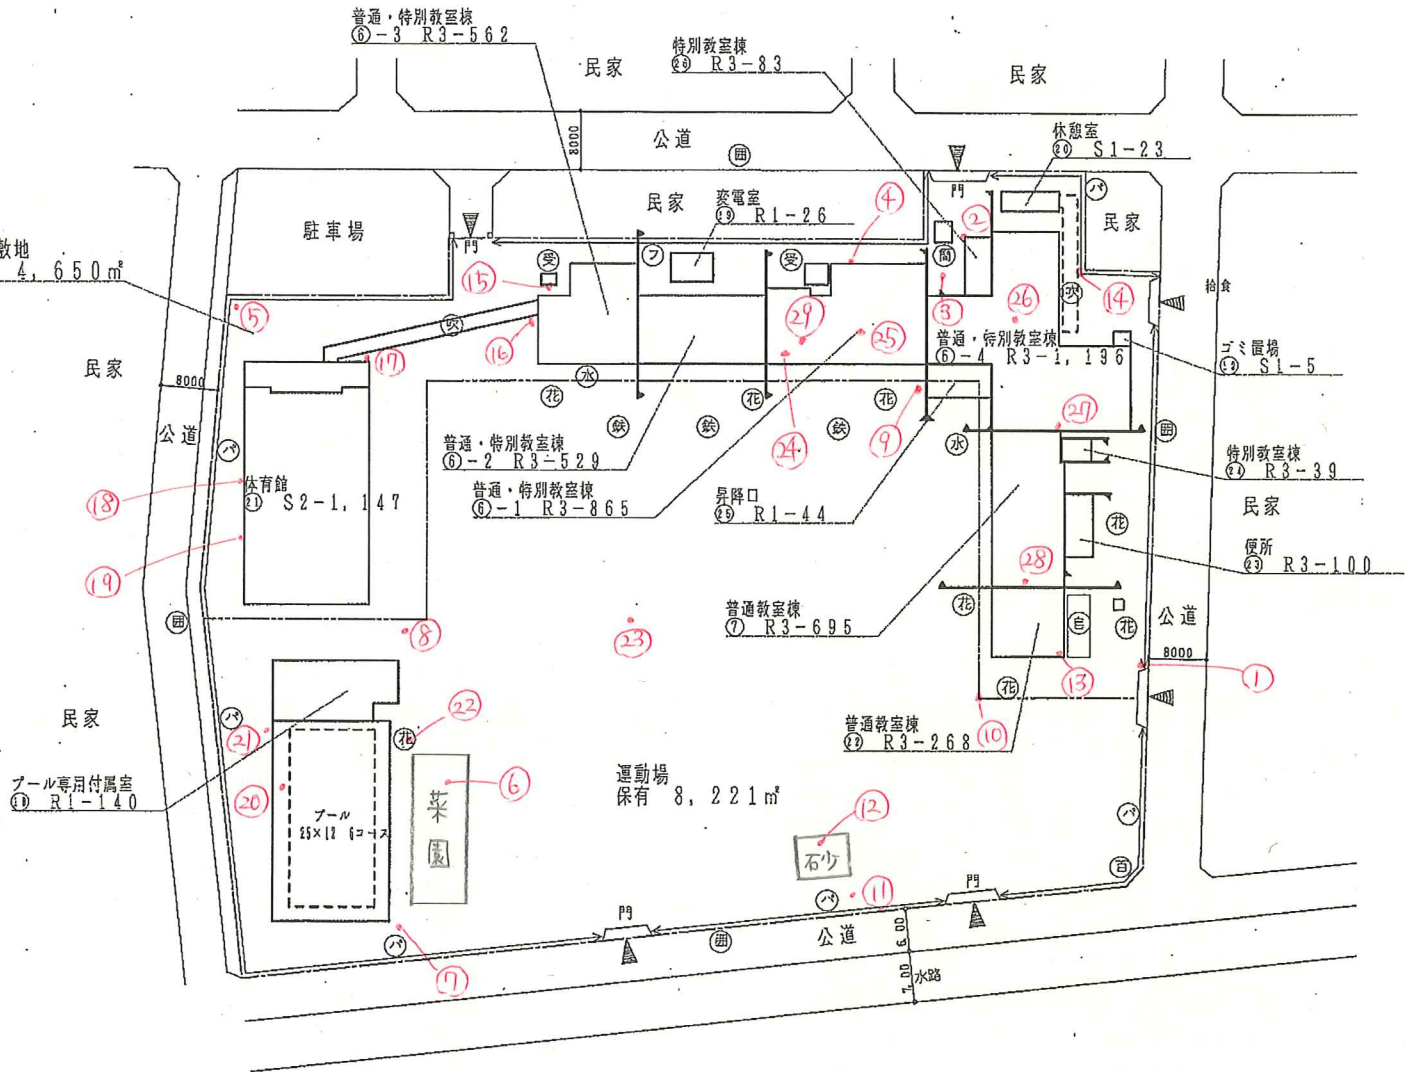 普通・特別教室棟
⑥-3 R3-562
特別教室棟
㉖ R3-83
民家
民家
休憩室
⑳ S1-23
公道
8000
囲
門
パ
民家
変電室
⑲ R1-26
④
②
民家
駐車場
門
敷地
4,650㎡
受
フ
受
⑮
③
吹
⑭
給食
⑤
吹
⑯
㉙
㉕
㉖
普通・特別教室棟
⑥-4 R3-1,196
ゴミ置場
S1-5
民家
⑰
8000
水
花
花
花
㉔
⑨
㉗
囲
公道
パ
鉄
鉄
鉄
水
普通・特別教室棟
⑥-2 R3-529
特別教室棟
㉔ R3-39
体育館
㉑ S2-1,147
⑱
普通・特別教室棟
⑥-1 R3-865
昇降口
㉕ R1-44
民家
花
⑲
便所
㉓ R3-100
㉘
囲
普通教室棟
⑦ R3-695
花
自
花
公道
⑧
㉓
8000
①
⑬
民家
パ
㉒
花
⑩
普通教室棟
㉒ R3-268
㉑
花
プール専用付属室
R1-140
⑥
⑳
運動場
保有 8,221㎡
プール
25×12 6コース
菜園
⑫
砂
パ
門
⑪
パ
門
囲
公道
パ
⑦
6.00
7.00
水路